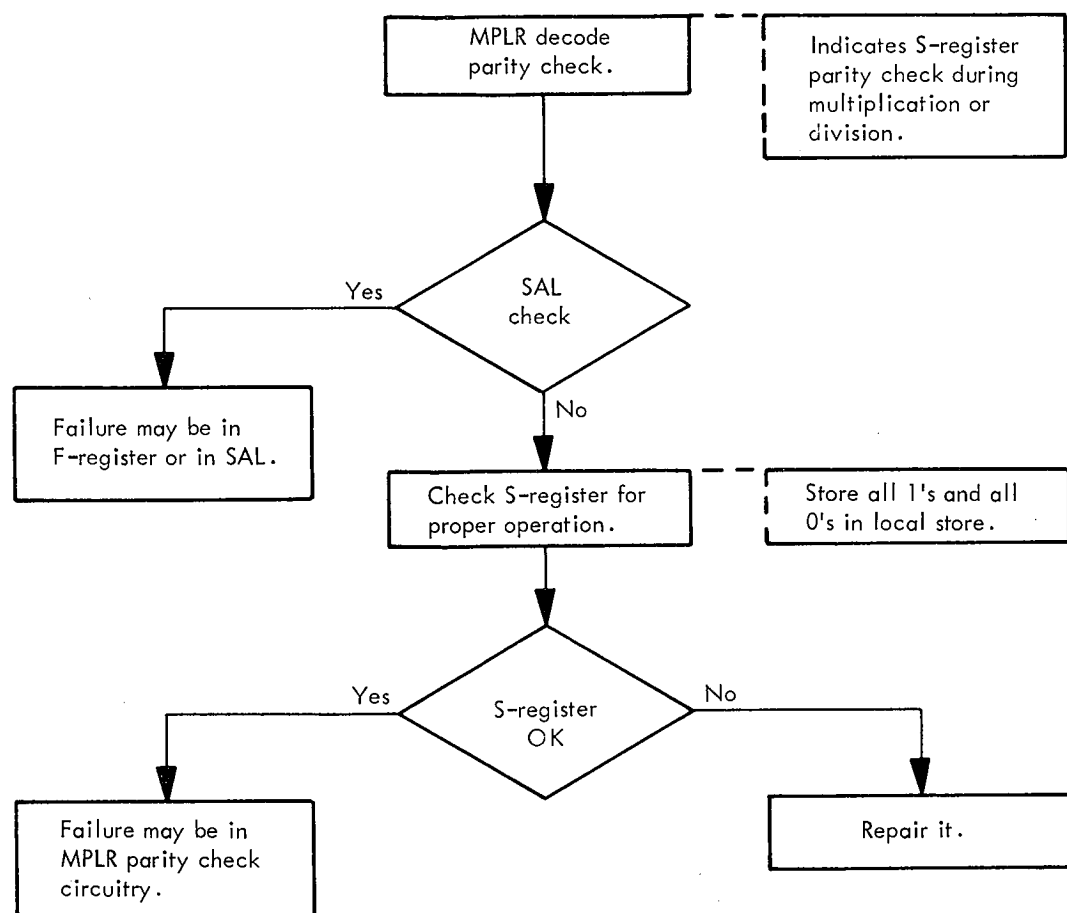 MPLR decode
parity check.
Indicates S-register
parity check during
multiplication or
division.
SAL
check
Yes
No
Failure may be in
F-register or in SAL.
Check S-register for
proper operation.
Store all 1's and all
0's in local store.
S-register
OK
Yes
No
Failure may be in
MPLR parity check
circuitry.
Repair it.